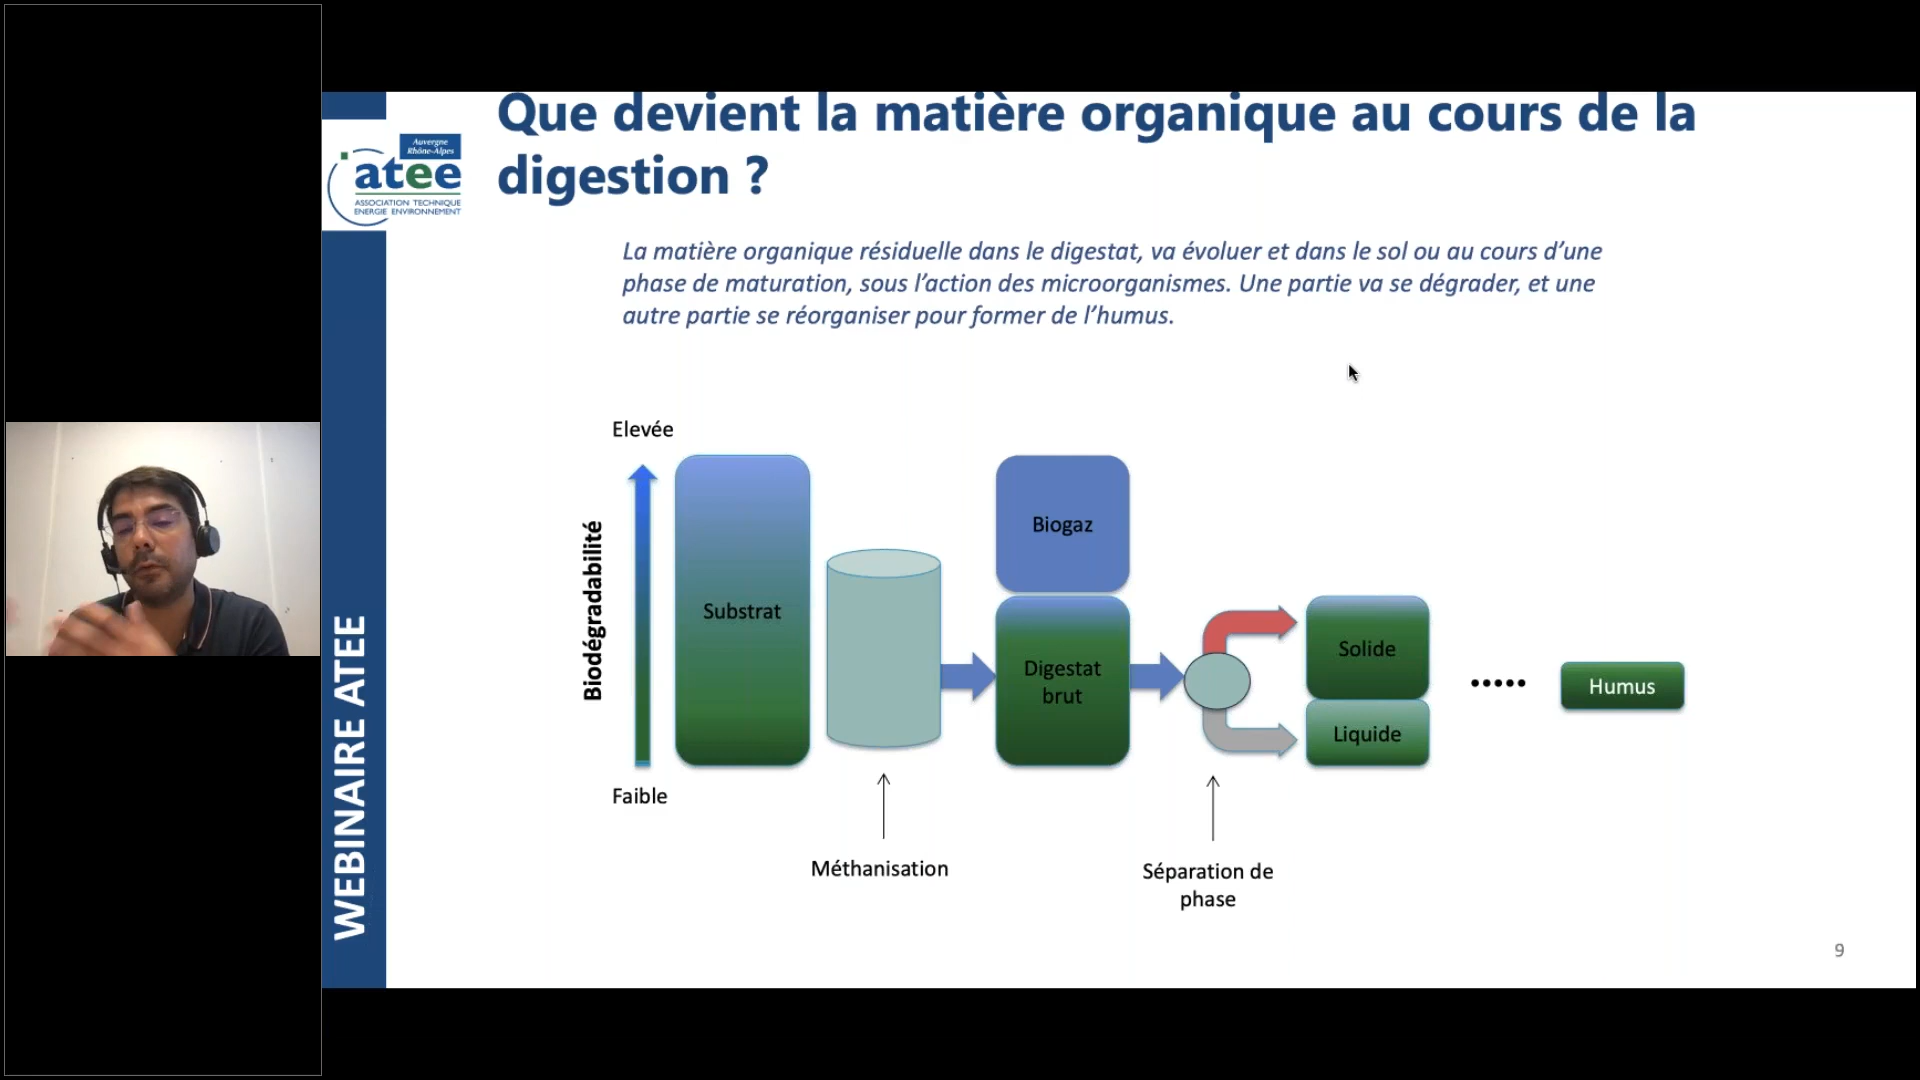 Que devient la matière organique au cours de la
digestion ?
Auvergne
Rhône-Alpes
atee
ASSOCIATION TECHNIQUE
ENERGIE ENVIRONNEMENT
La matière organique résiduelle dans le digestat, va évoluer et dans le sol ou au cours d’une
phase de maturation, sous l’action des microorganismes. Une partie va se dégrader, et une
autre partie se réorganiser pour former de l’humus.
Elevée
Biodégradabilité
Faible
Substrat
Méthanisation
Biogaz
Digestat
brut
Séparation de
phase
Solide
Liquide
•••••
Humus
WEBINAIRE ATEE
9